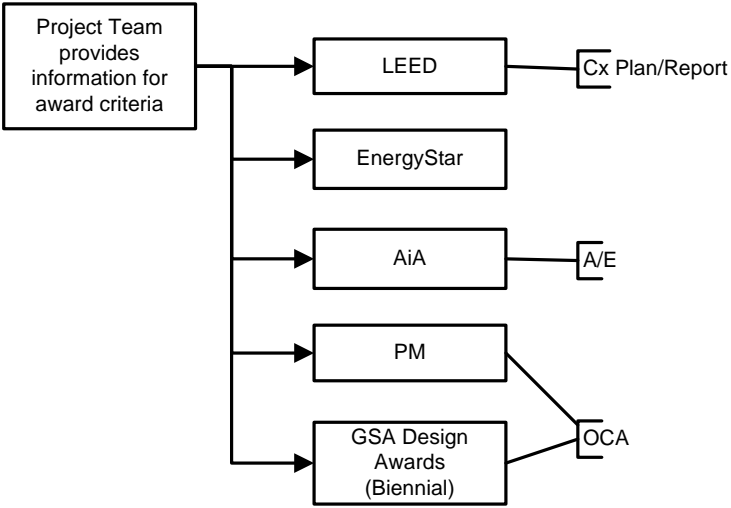 Project Team
provides
information for
award criteria
LEED
Cx Plan/Report
EnergyStar
AiA
A/E
PM
GSA Design
Awards
(Biennial)
OCA